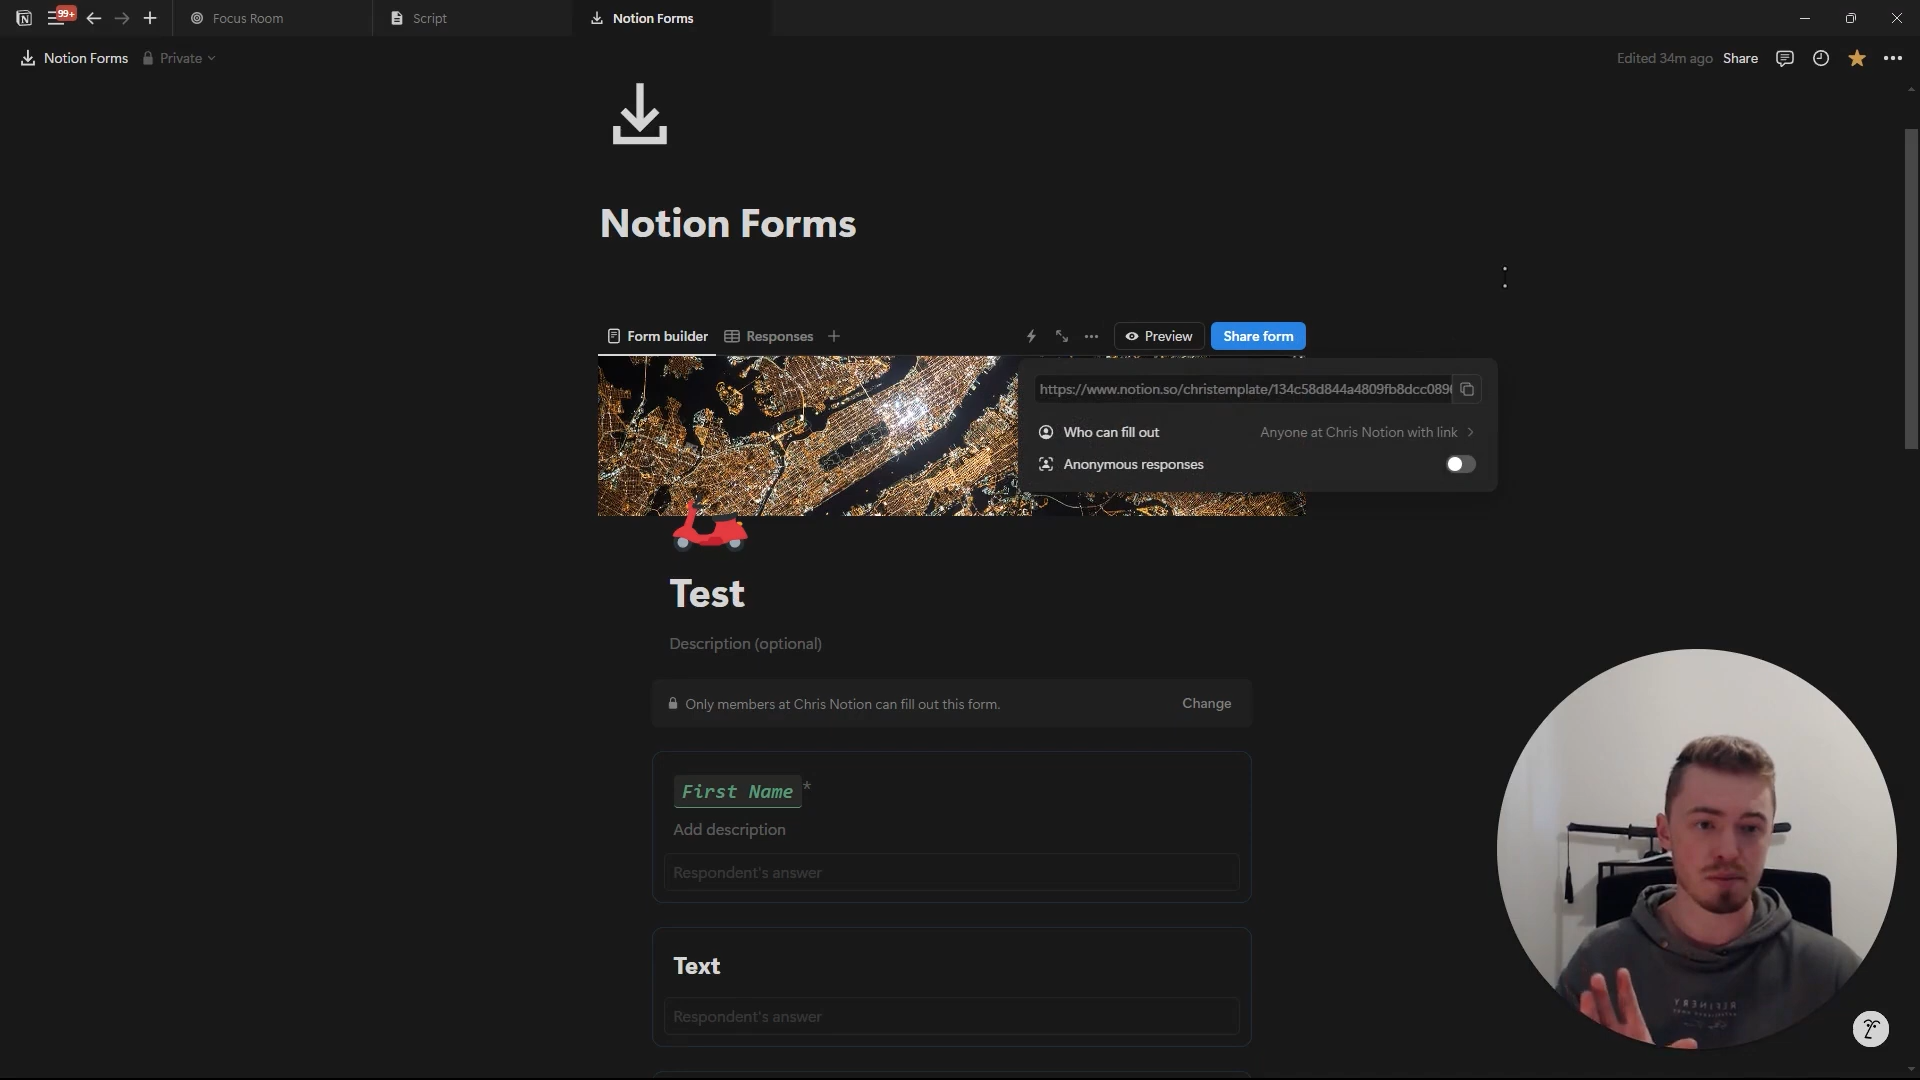 99+
Focus Room
Script
Notion Forms
Notion Forms
Private
Edited 34m ago
Share
Notion Forms
Form builder
Responses
Preview
Share form
https://www.notion.so/christemplate/134c58d844a4809fb8dcc089
Who can fill out
Anyone at Chris Notion with link
Anonymous responses
Test
Description (optional)
Only members at Chris Notion can fill out this form.
Change
First Name*
Add description
Respondent's answer
Text
Respondent's answer